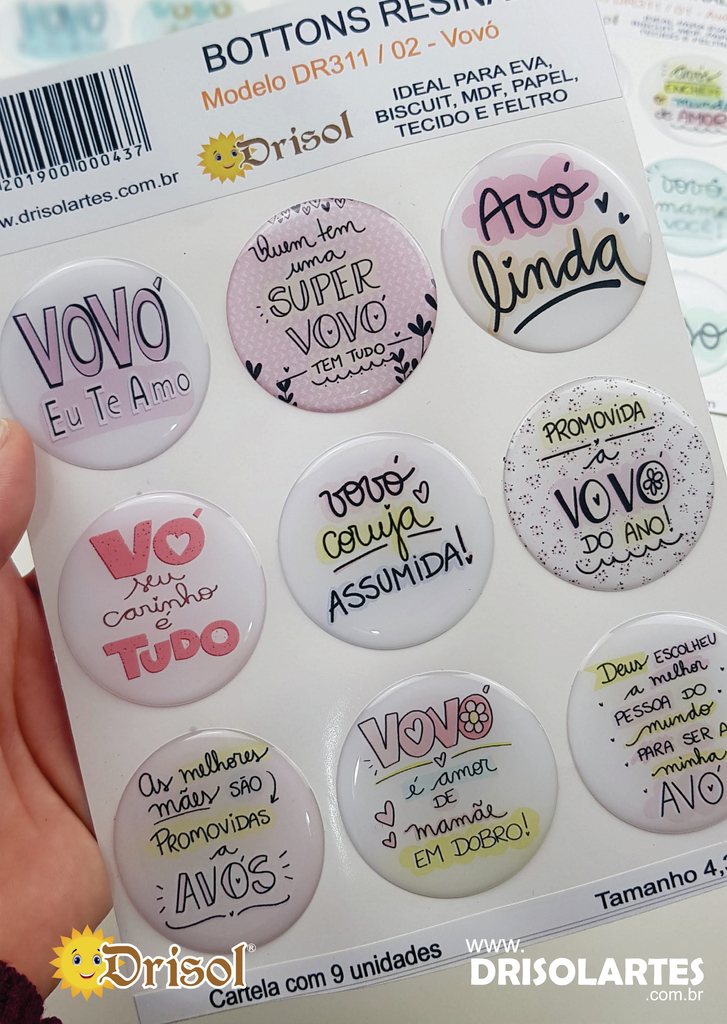 BOTTONS RESINA
Modelo DR311 / 02 - Vovó
IDEAL PARA EVA,
BISCUIT, MDF, PAPEL,
TECIDO E FELTRO
Drisol
201900 000437
w.drisolartes.com.br
VOVÓ
Eu Te Amo
Quem tem
uma
SUPER
VOVÓ
TEM TUDO
Avó
linda
VÓ
seu
carinho
é
TUDO
vovó
coruja
ASSUMIDA!
PROMOVIDA
a
VOVÓ
DO ANO!
As melhores
mães SÃO
PROMOVIDAS
a
AVÓS
VOVÓ
é amor
DE
mamãe
EM DOBRO!
Deus ESCOLHEU
a melhor
PESSOA DO
mundo
PARA SER A
minha
AVÓ
Tamanho 4,
Cartela com 9 unidades
Drisol®
www.
DRISOLARTES
.com.br